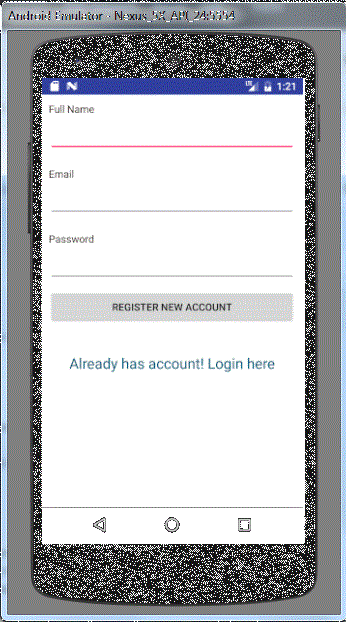 Android Emulator - Nexus_5X_API_24:5554
1:21
Full Name
Email
Password
REGISTER NEW ACCOUNT
Already has account! Login here